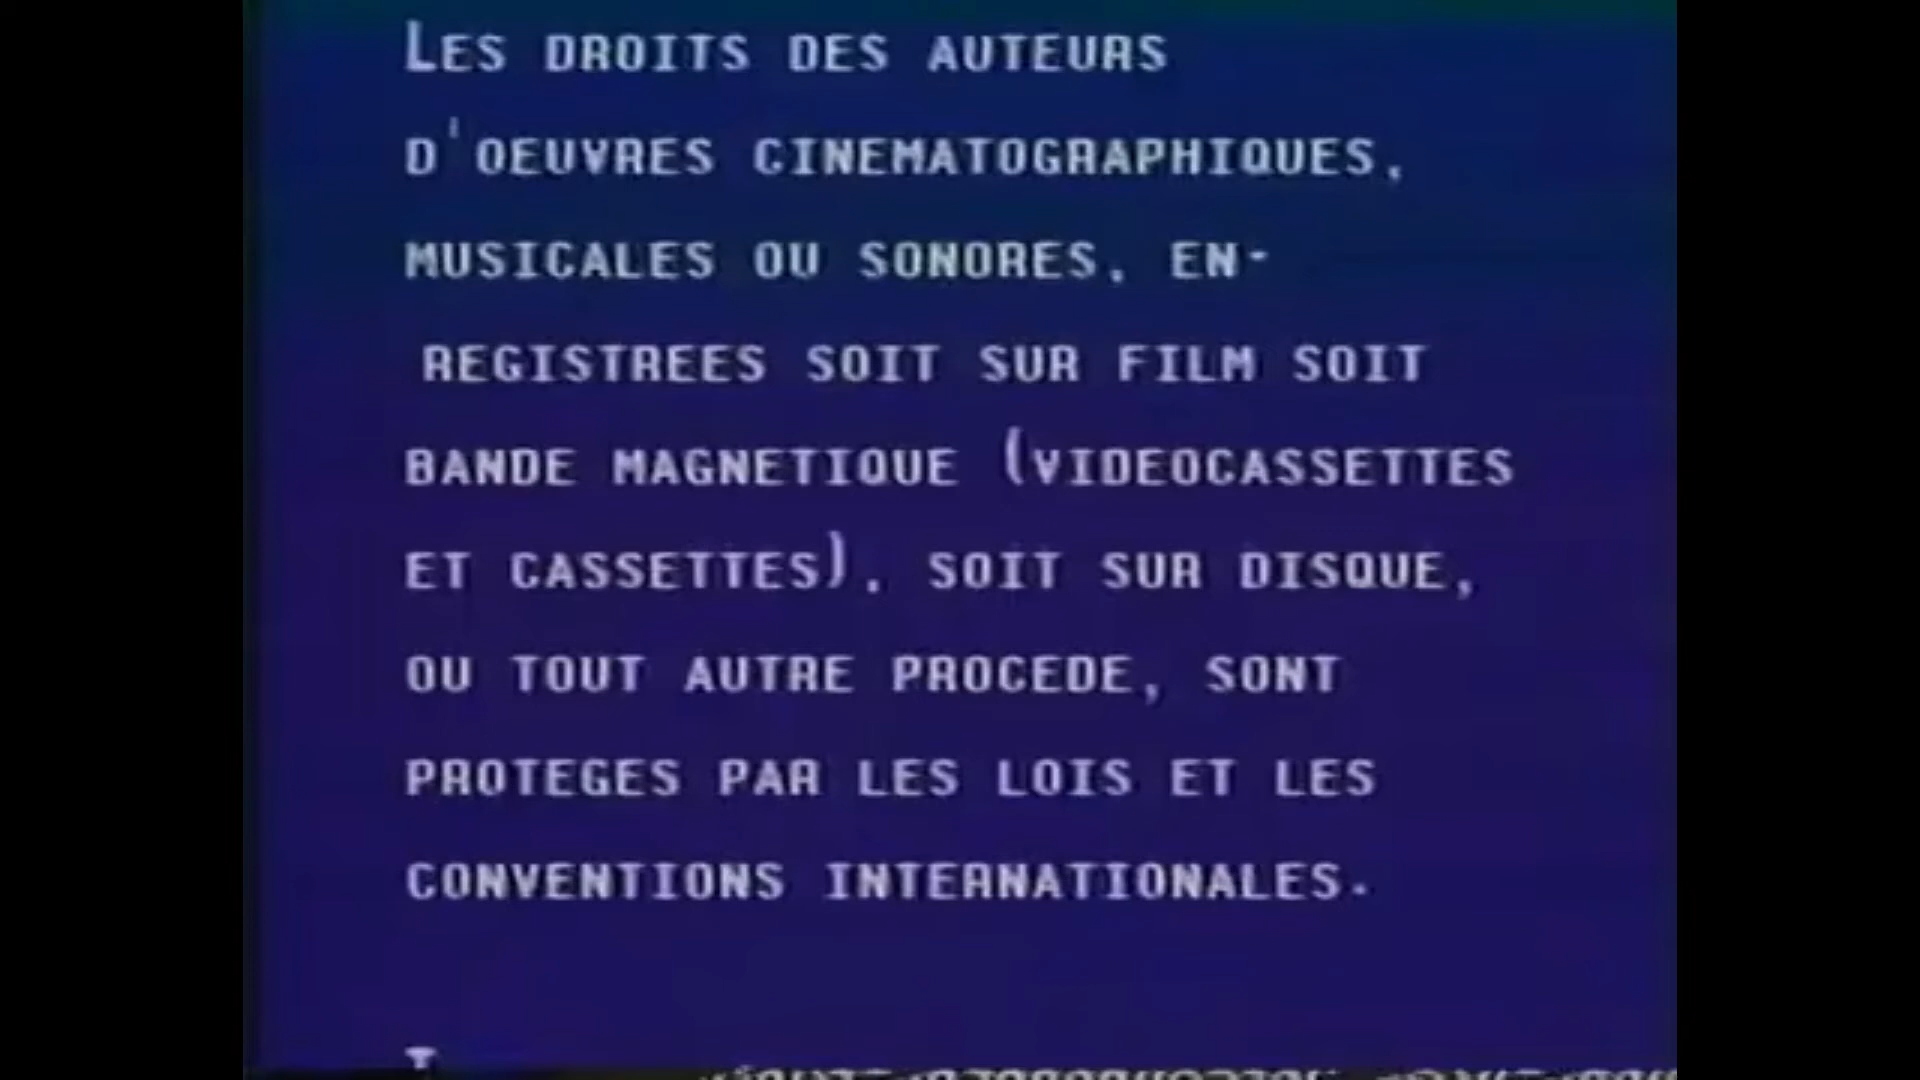 LES DROITS DES AUTEURS
D'OEUVRES CINEMATOGRAPHIQUES,
MUSICALES OU SONORES, EN-
REGISTREES SOIT SUR FILM SOIT
BANDE MAGNETIQUE (VIDEOCASSETTES
ET CASSETTES), SOIT SUR DISQUE,
OU TOUT AUTRE PROCEDE, SONT
PROTEGES PAR LES LOIS ET LES
CONVENTIONS INTERNATIONALES.